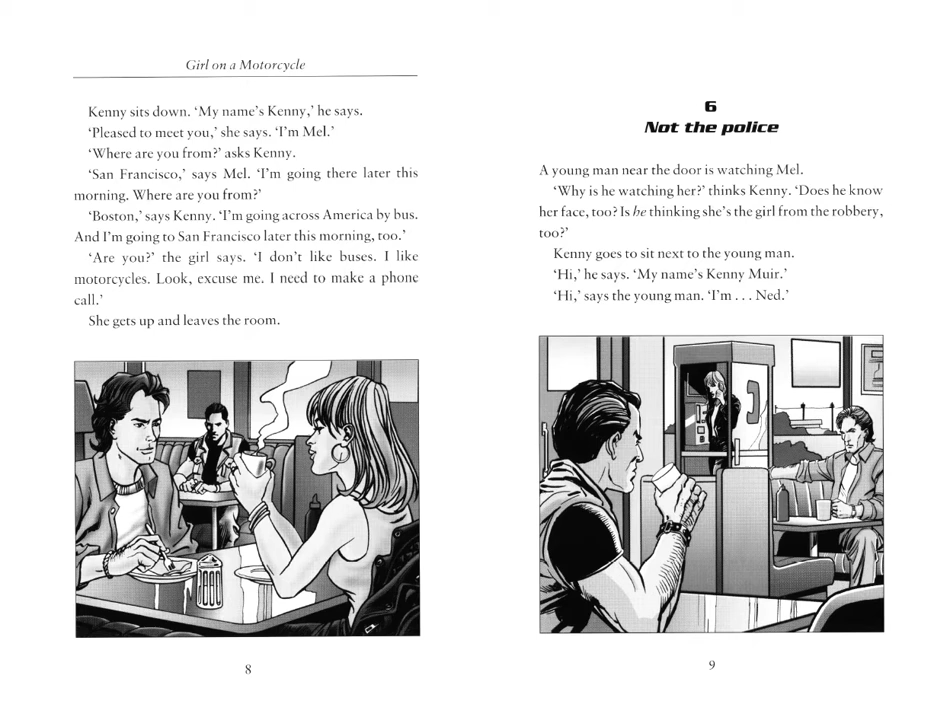 Girl on a Motorcycle
Kenny sits down. ‘My name’s Kenny,’ he says.
‘Pleased to meet you,’ she says. ‘I’m Mel.’
‘Where are you from?’ asks Kenny.
‘San Francisco,’ says Mel. ‘I’m going there later this
morning. Where are you from?’
‘Boston,’ says Kenny. ‘I’m going across America by bus.
And I’m going to San Francisco later this morning, too.’
‘Are you?’ the girl says. ‘I don’t like buses. I like
motorcycles. Look, excuse me. I need to make a phone
call.’
She gets up and leaves the room.
8
6
Not the police
A young man near the door is watching Mel.
‘Why is he watching her?’ thinks Kenny. ‘Does he know
her face, too? Is he thinking she’s the girl from the robbery,
too?’
Kenny goes to sit next to the young man.
‘Hi,’ he says. ‘My name’s Kenny Muir.’
‘Hi,’ says the young man. ‘I’m . . . Ned.’
9